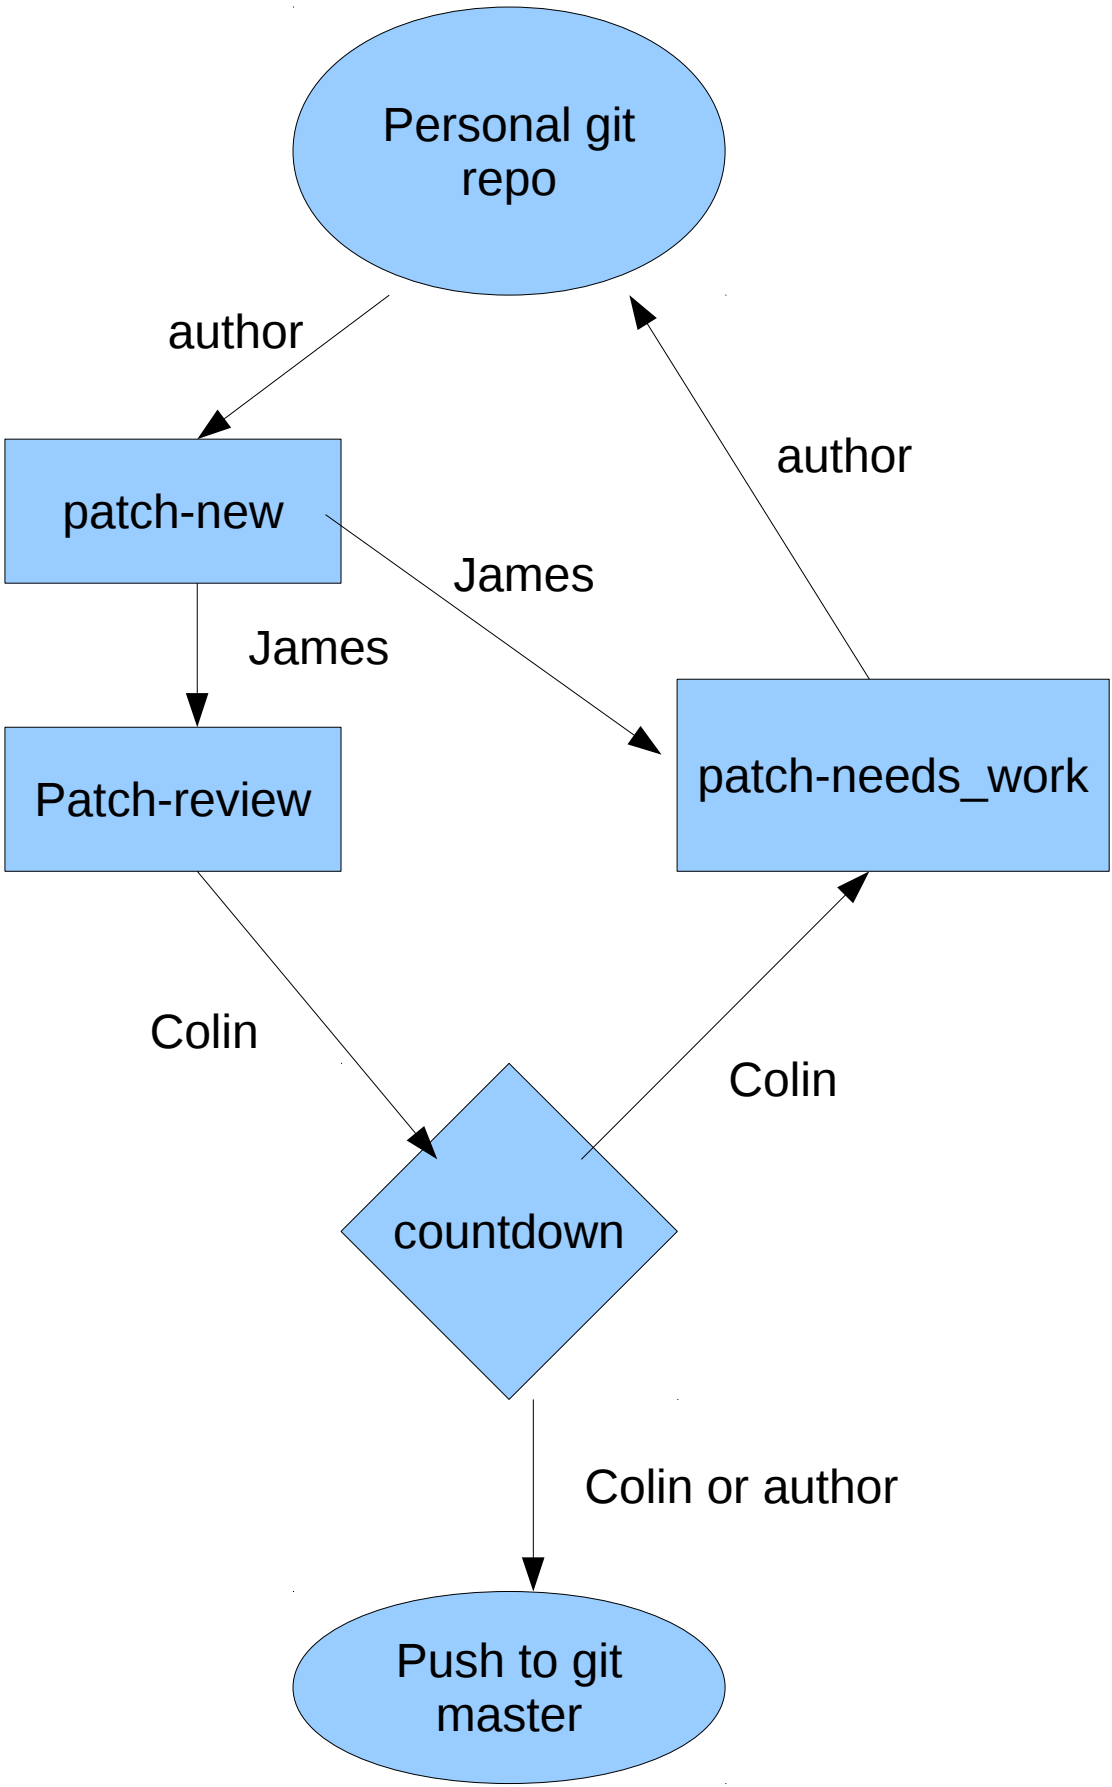 Personal git
repo
author
author
patch-new
James
James
patch-needs_work
Patch-review
Colin
Colin
countdown
Colin or author
Push to git
master